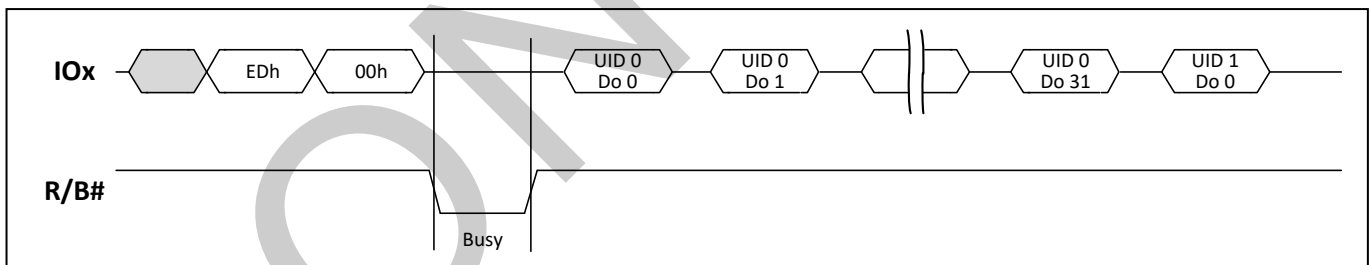 IOx
EDh
00h
UID 0
Do 0
UID 0
Do 1
UID 0
Do 31
UID 1
Do 0
R/B#
Busy